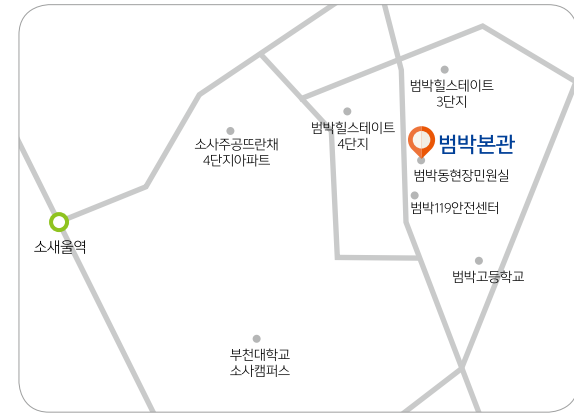 범박힐스테이트
3단지
범박힐스테이트
4단지
소사주공뜨란채
4단지아파트
범박본관
범박동현장민원실
범박119안전센터
소새울역
범박고등학교
부천대학교
소사캠퍼스